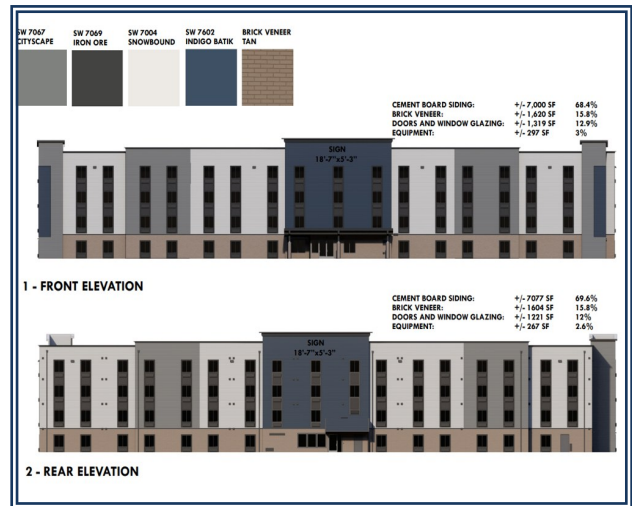 SW 7067 SW 7069 SW 7004 SW 7602 BRICK VENEER
CITYSCAPE IRON ORE SNOWBOUND INDIGO BATIK TAN
CEMENT BOARD SIDING: +/- 7,000 SF 68.4%
BRICK VENEER: +/- 1,620 SF 15.8%
DOORS AND WINDOW GLAZING: +/- 1,319 SF 12.9%
EQUIPMENT: +/- 297 SF 3%
SIGN
18'-7"x5'-3"
1 - FRONT ELEVATION
CEMENT BOARD SIDING: +/- 7077 SF 69.6%
BRICK VENEER: +/- 1604 SF 15.8%
DOORS AND WINDOW GLAZING: +/- 1221 SF 12%
EQUIPMENT: +/- 267 SF 2.6%
SIGN
18'-7"x5'-3"
2 - REAR ELEVATION